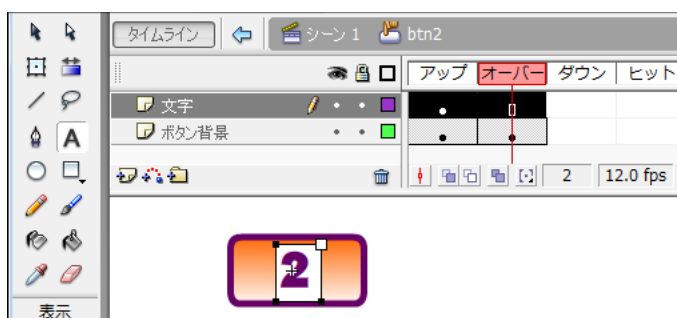 タイムライン シーン 1 btn2
アップ オーバー ダウン ヒット
文字
ボタン背景
A
2 12.0 fps
2
表示